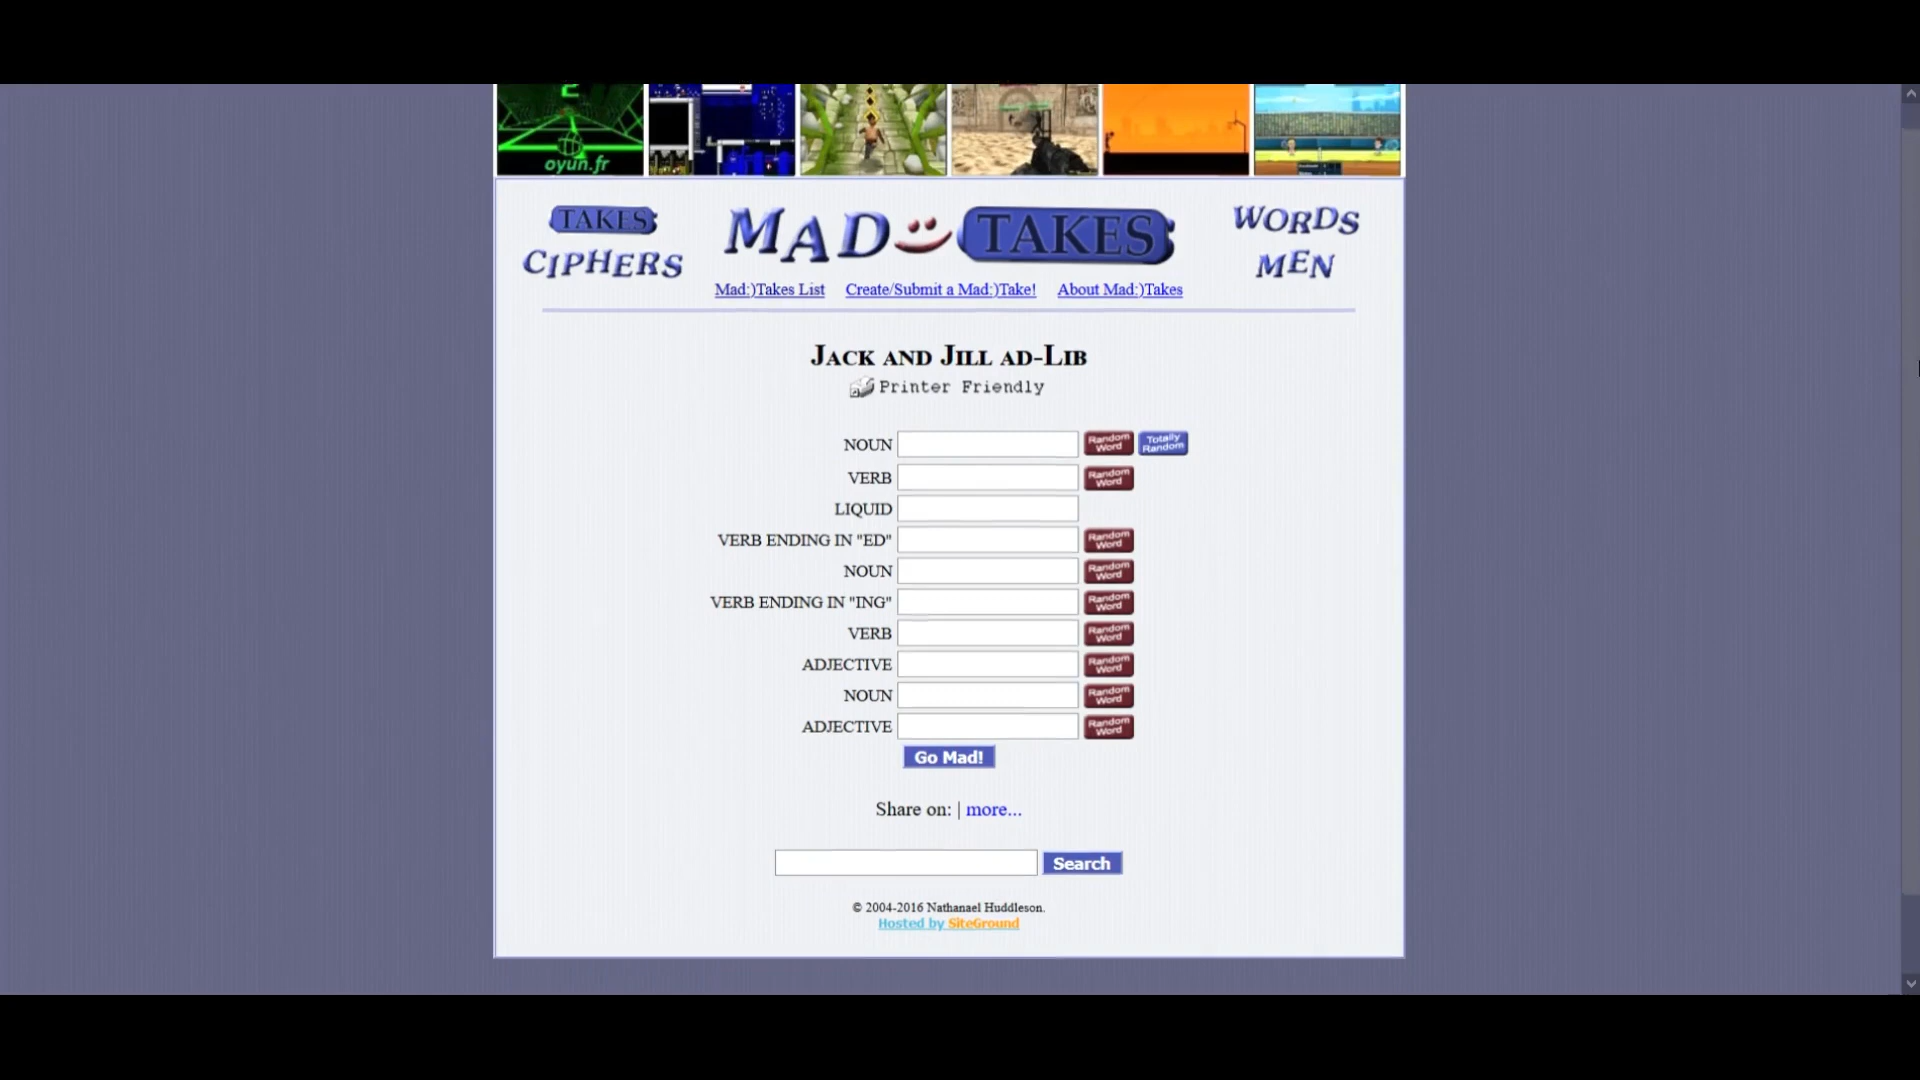 2
oyun.fr
TAKES
CIPHERS
MAD:)TAKES
WORDS
MEN
Mad:)Takes List Create/Submit a Mad:)Take! About Mad:)Takes
JACK AND JILL AD-LIB
Printer Friendly
NOUN Random Word Totally Random
VERB Random Word
LIQUID
VERB ENDING IN "ED" Random Word
NOUN Random Word
VERB ENDING IN "ING" Random Word
VERB Random Word
ADJECTIVE Random Word
NOUN Random Word
ADJECTIVE Random Word
Go Mad!
Share on: | more...
Search
© 2004-2016 Nathanael Huddleson.
Hosted by SiteGround